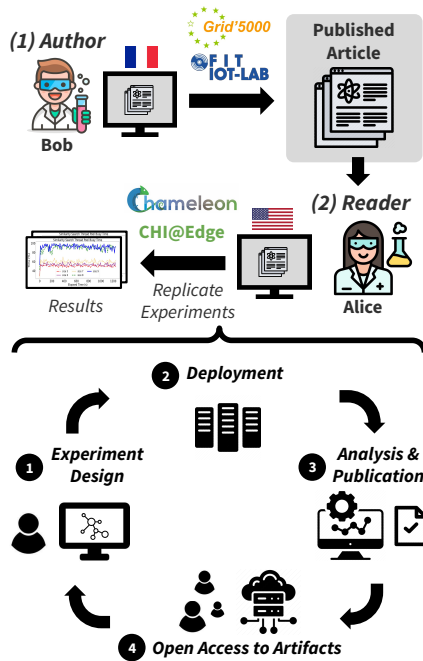 (1) Author
Grid'5000
FIT
IOT-LAB
Bob
Published
Article
(2) Reader
Chameleon
CHI@Edge
Results
Replicate
Experiments
Alice
2 Deployment
1 Experiment
Design
3 Analysis &
Publication
4 Open Access to Artifacts